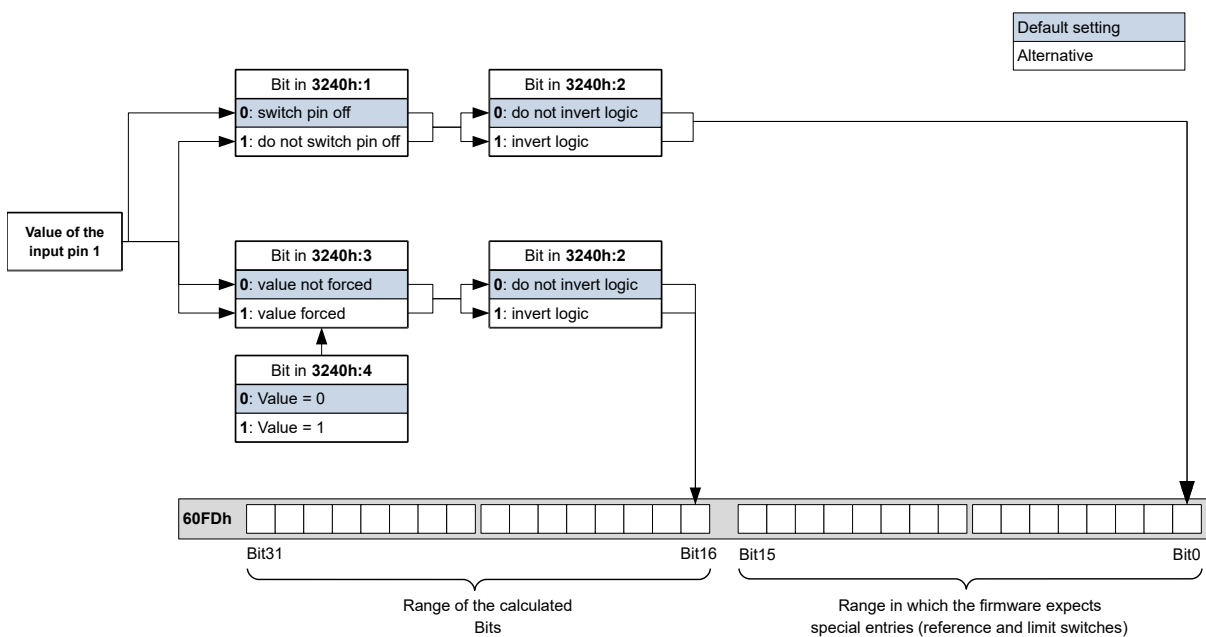 Default setting
Alternative
Bit in 3240h:1
0: switch pin off
1: do not switch pin off
Bit in 3240h:2
0: do not invert logic
1: invert logic
Value of the
input pin 1
Bit in 3240h:3
0: value not forced
1: value forced
Bit in 3240h:2
0: do not invert logic
1: invert logic
Bit in 3240h:4
0: Value = 0
1: Value = 1
60FDh
Bit31
Bit16
Bit15
Bit0
Range of the calculated
Bits
Range in which the firmware expects
special entries (reference and limit switches)